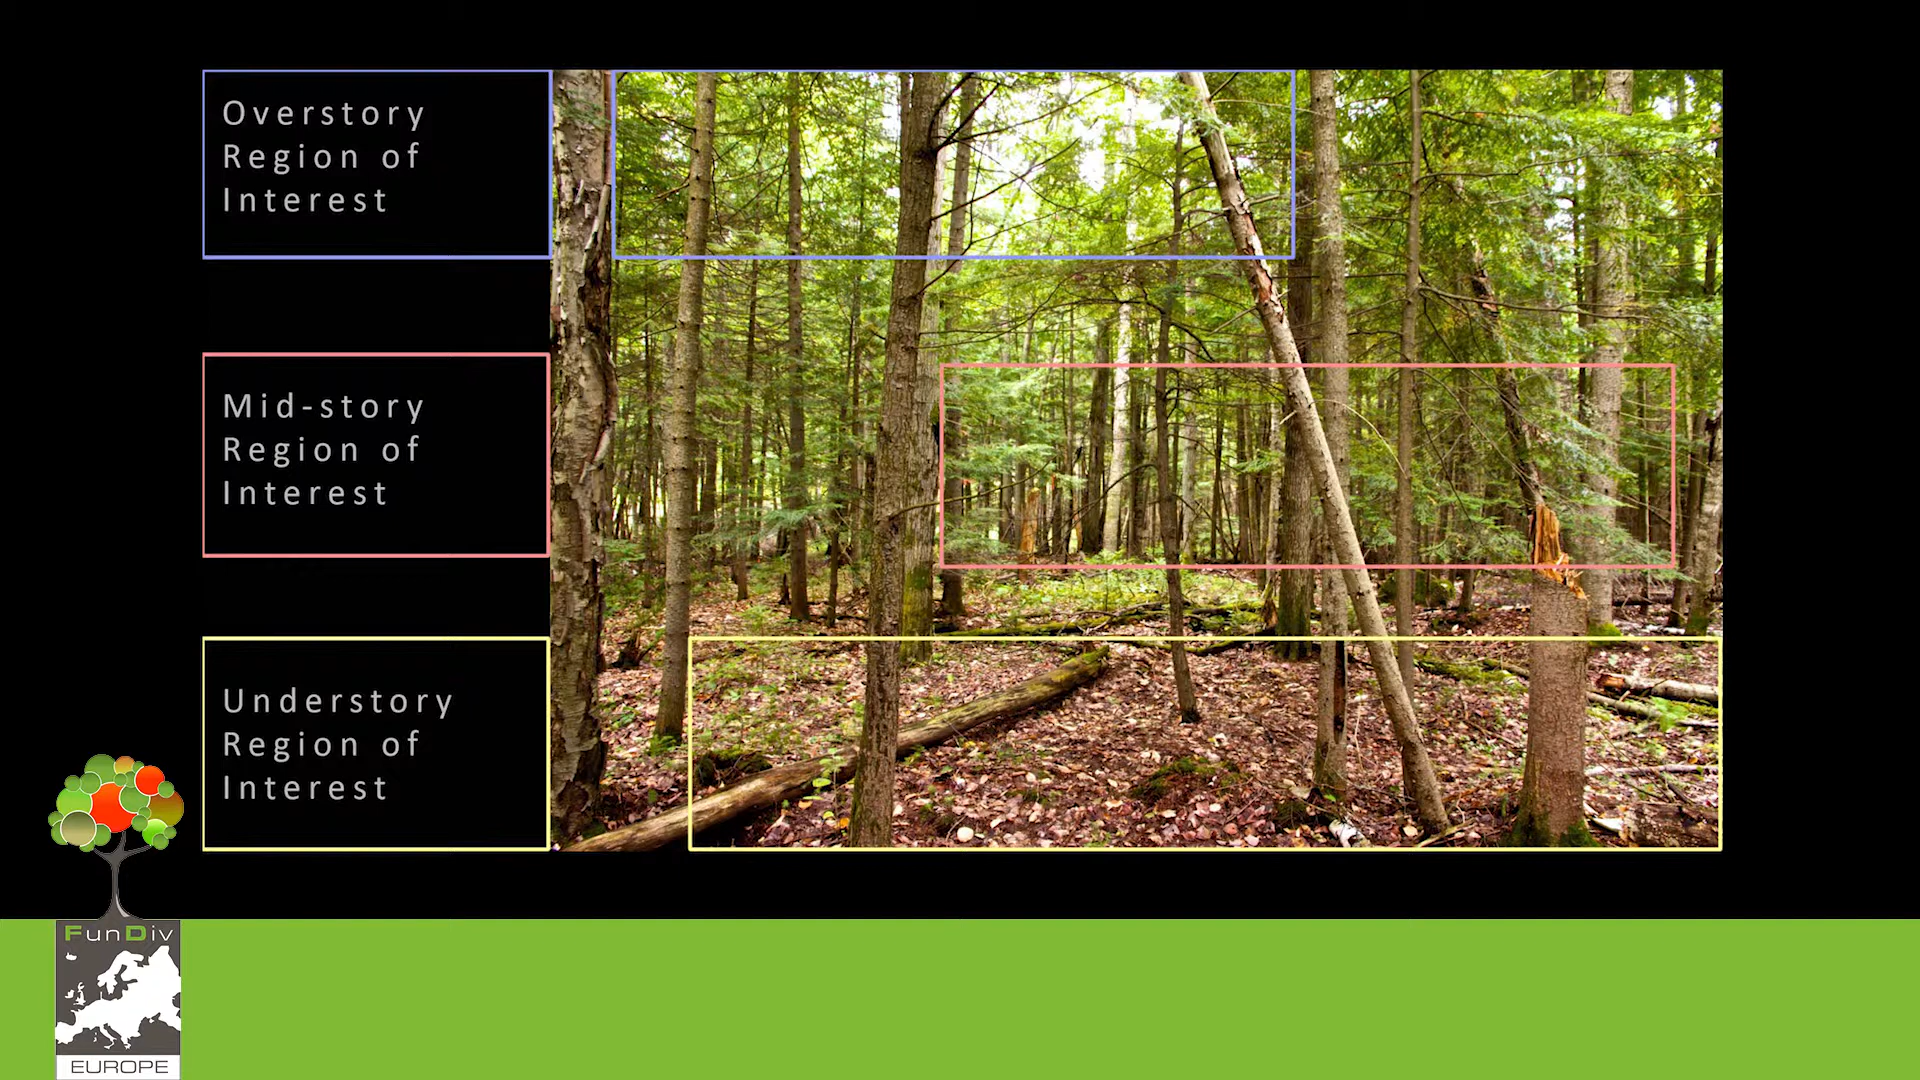 Overstory
Region of
Interest
Mid-story
Region of
Interest
Understory
Region of
Interest
FunDiv
EUROPE